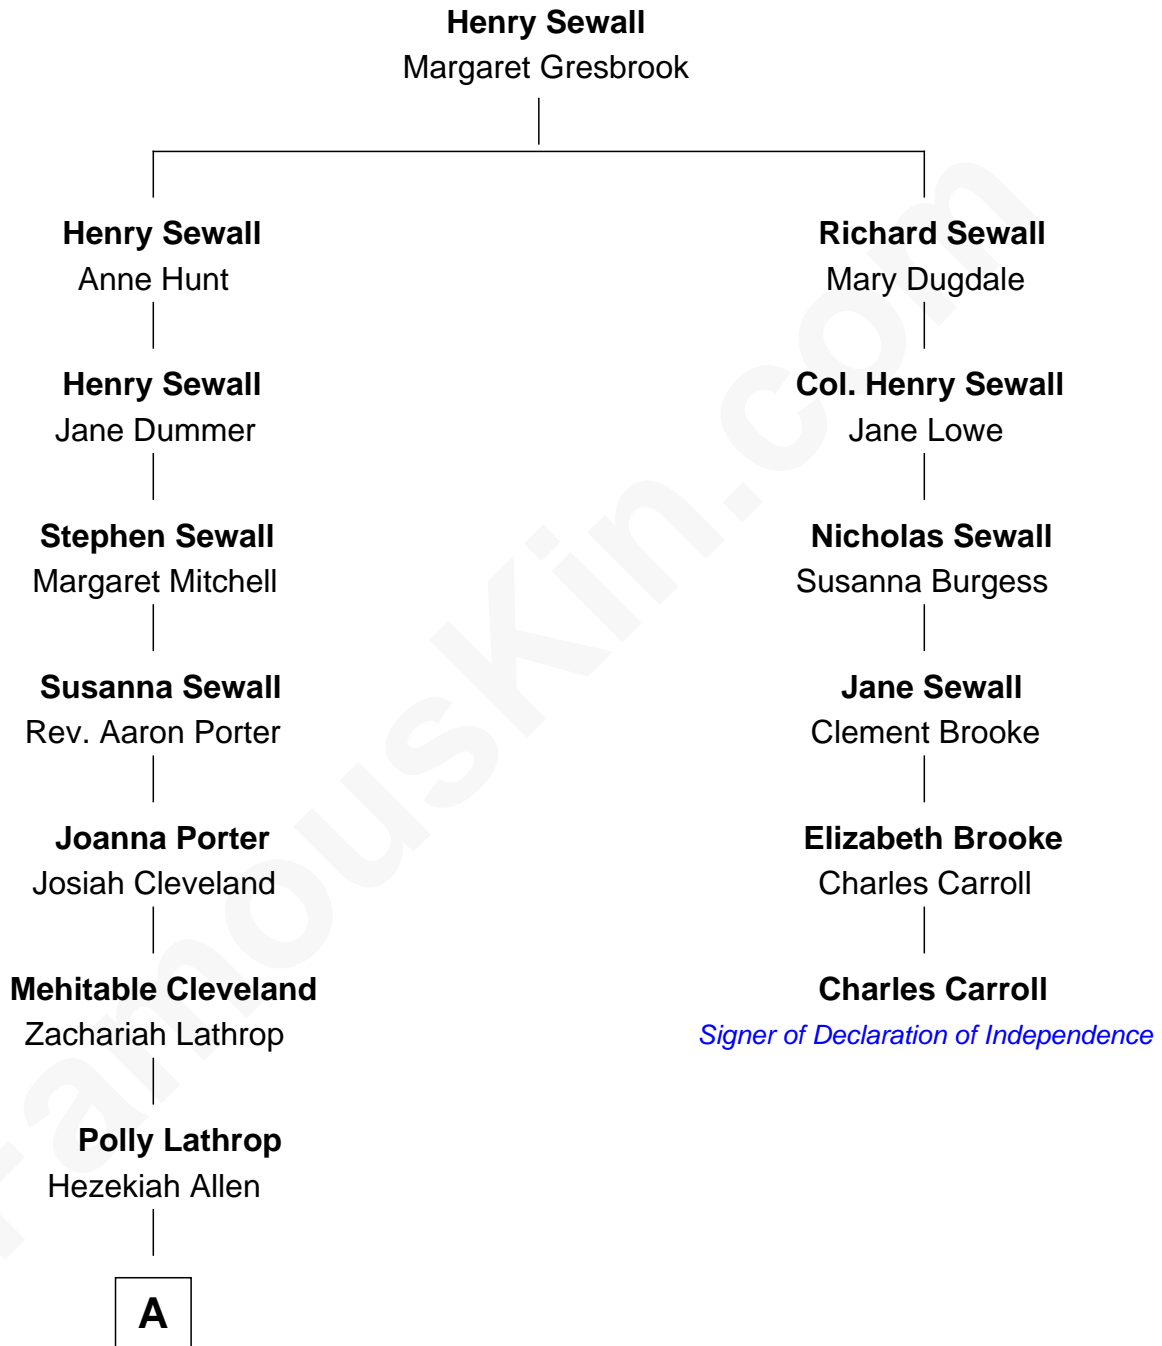 Henry Sewall
Margaret Gresbrook
Henry Sewall
Anne Hunt
Richard Sewall
Mary Dugdale
Henry Sewall
Jane Dummer
Col. Henry Sewall
Jane Lowe
Stephen Sewall
Margaret Mitchell
Nicholas Sewall
Susanna Burgess
Susanna Sewall
Rev. Aaron Porter
Jane Sewall
Clement Brooke
Joanna Porter
Josiah Cleveland
Elizabeth Brooke
Charles Carroll
Mehitable Cleveland
Zachariah Lathrop
Charles Carroll
Signer of Declaration of Independence
Polly Lathrop
Hezekiah Allen
A
FamousKin.com